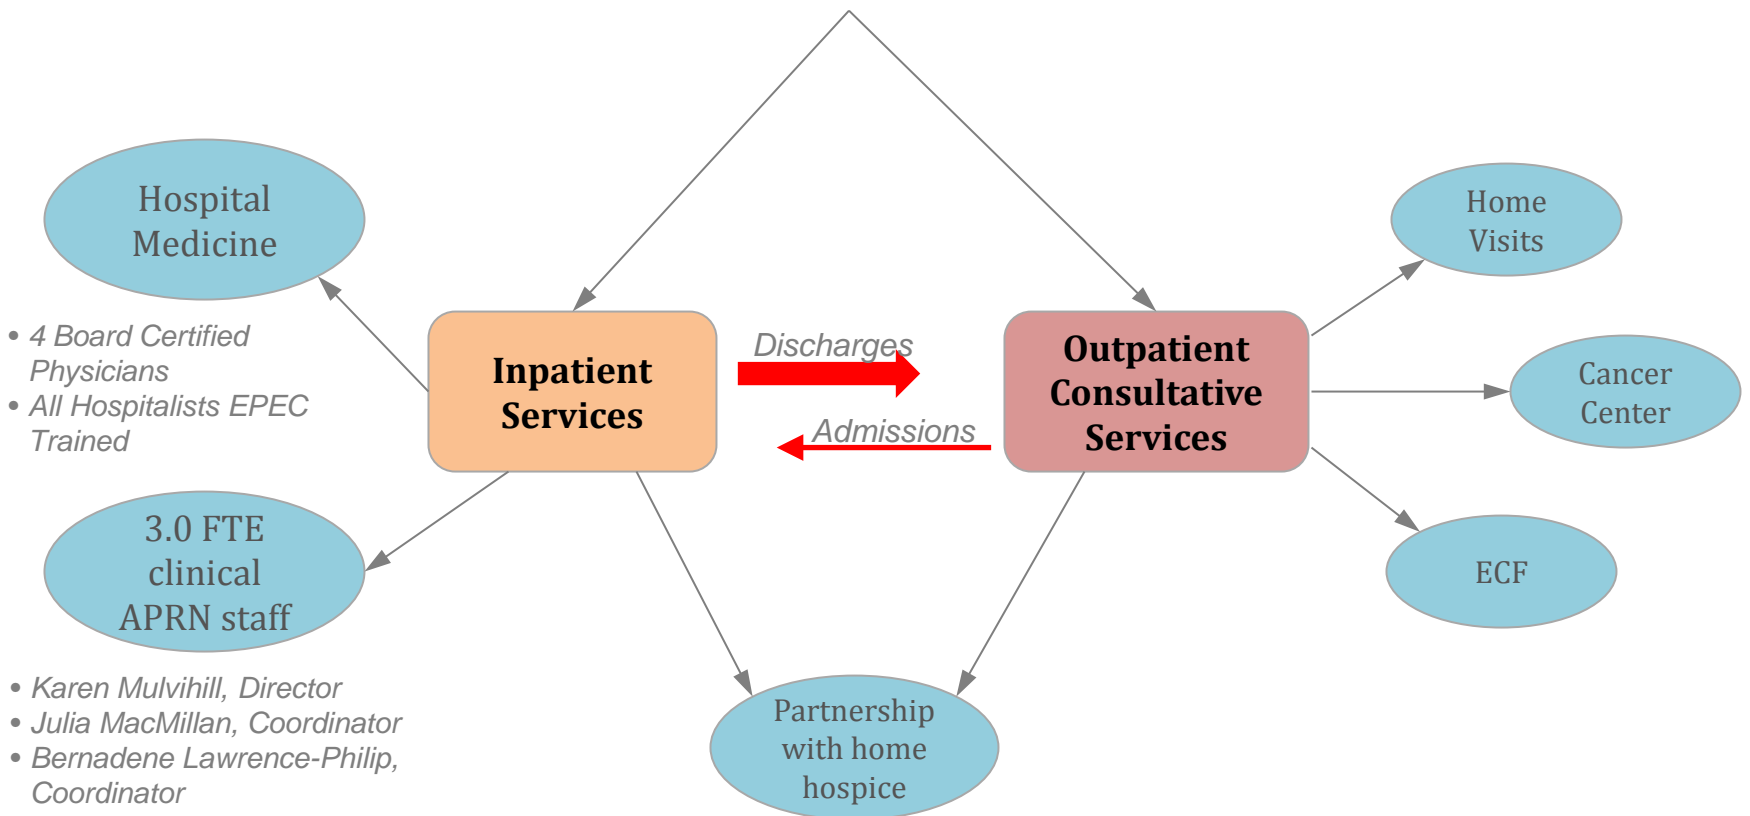 Hospital
Medicine
• 4 Board Certified
Physicians
• All Hospitalists EPEC
Trained
3.0 FTE
clinical
APRN staff
• Karen Mulvihill, Director
• Julia MacMillan, Coordinator
• Bernadene Lawrence-Philip,
Coordinator
Inpatient
Services
Discharges
Admissions
Outpatient
Consultative
Services
Partnership
with home
hospice
Home
Visits
Cancer
Center
ECF